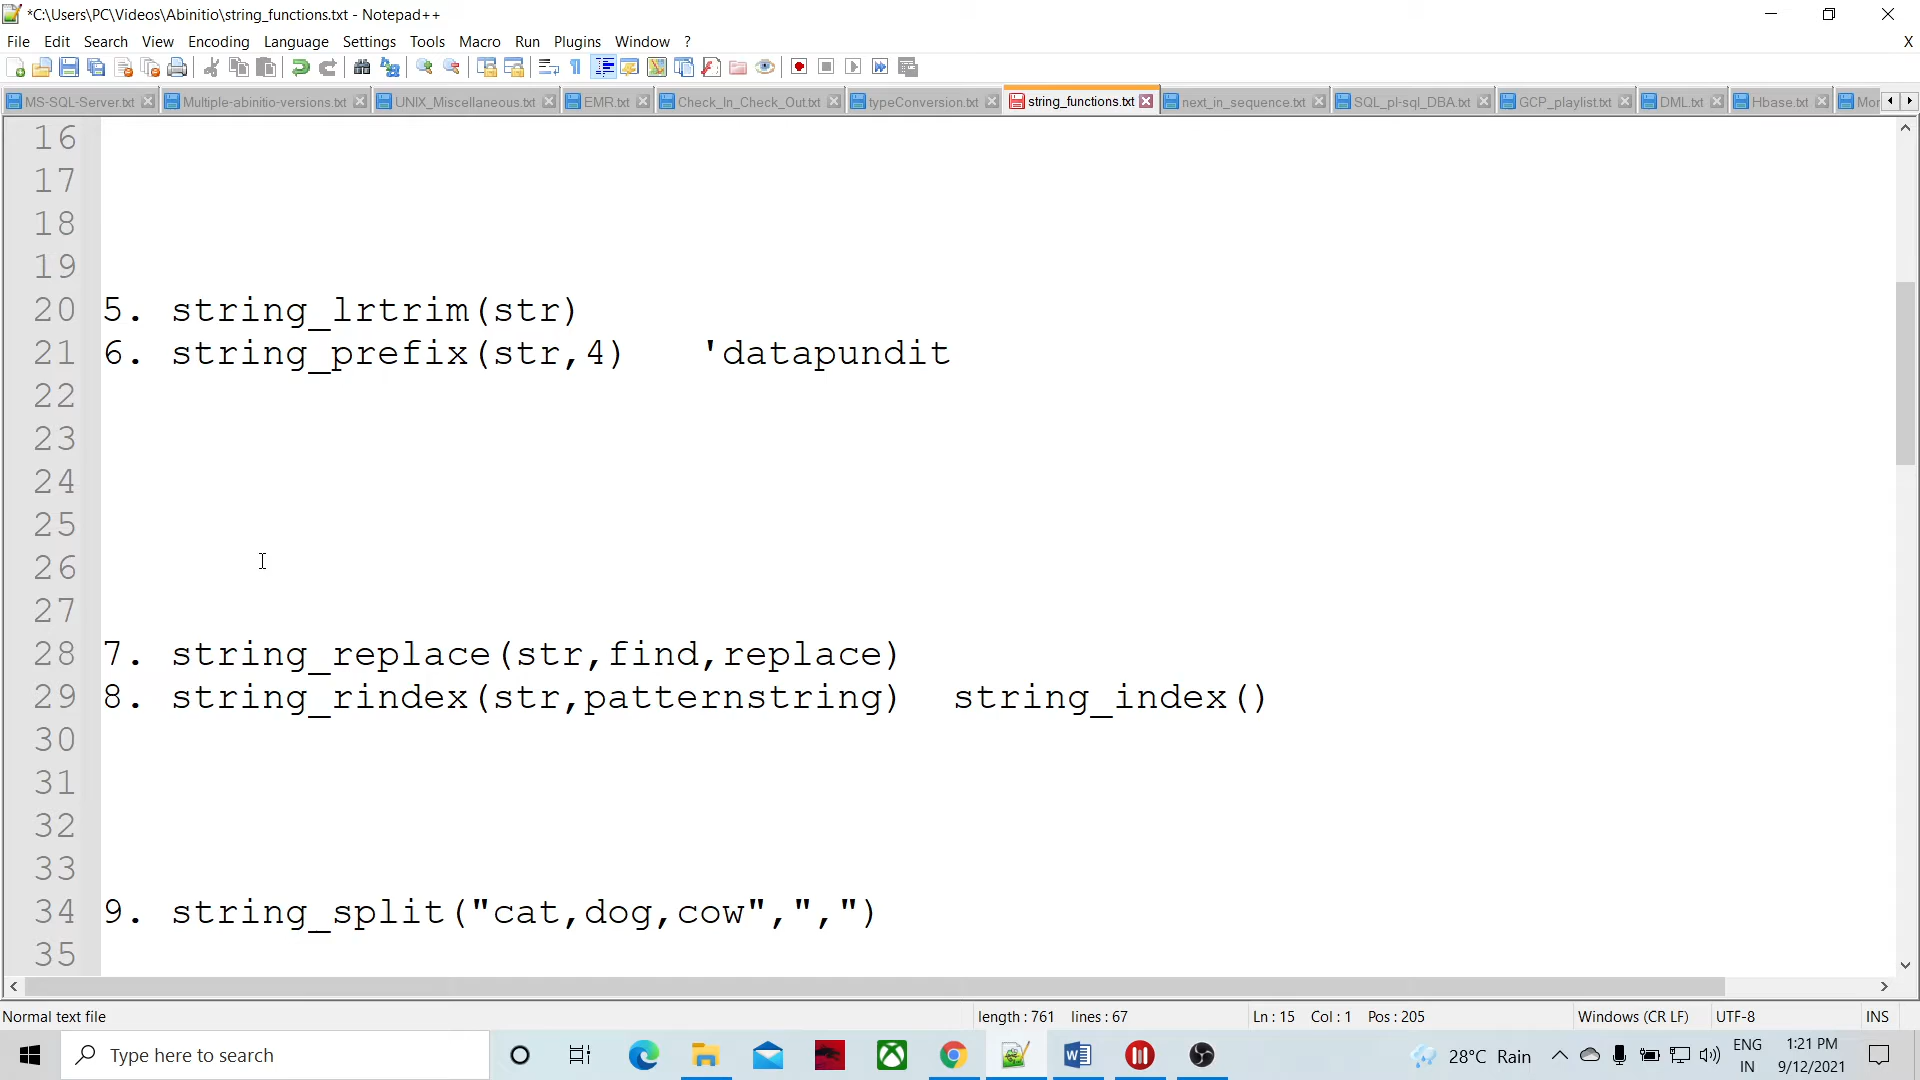 *C:\Users\PC\Videos\Abinitio\string_functions.txt - Notepad++
File Edit Search View Encoding Language Settings Tools Macro Run Plugins Window ? X
MS-SQL-Server.txt Multiple-abinitio-versions.txt UNIX_Miscellaneous.txt EMR.txt Check_In_Check_Out.txt typeConversion.txt string_functions.txt next_in_sequence.txt SQL_pl-sql_DBA.txt GCP_playlist.txt DML.txt Hbase.txt
16
17
18
19
20 5. string_lrtrim(str)
21 6. string_prefix(str,4) 'datapundit
22
23
24
25
26
27
28 7. string_replace(str,find,replace)
29 8. string_rindex(str,patternstring) string_index()
30
31
32
33
34 9. string_split("cat,dog,cow",",")
35
Normal text file length : 761 lines : 67 Ln : 15 Col : 1 Pos : 205 Windows (CR LF) UTF-8 INS
Type here to search 28°C Rain ENG IN 1:21 PM 9/12/2021